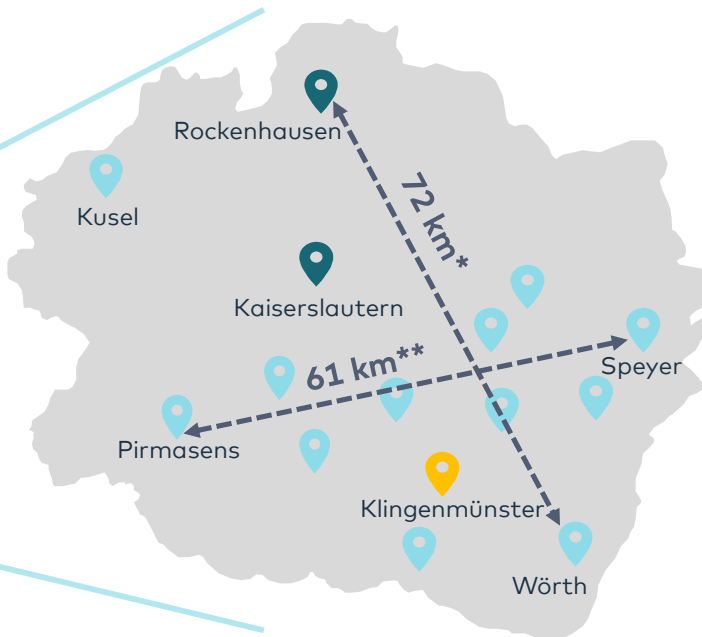 Rockenhausen
Kusel
72 km*
Kaiserslautern
61 km**
Speyer
Pirmasens
Klingenmünster
Wörth